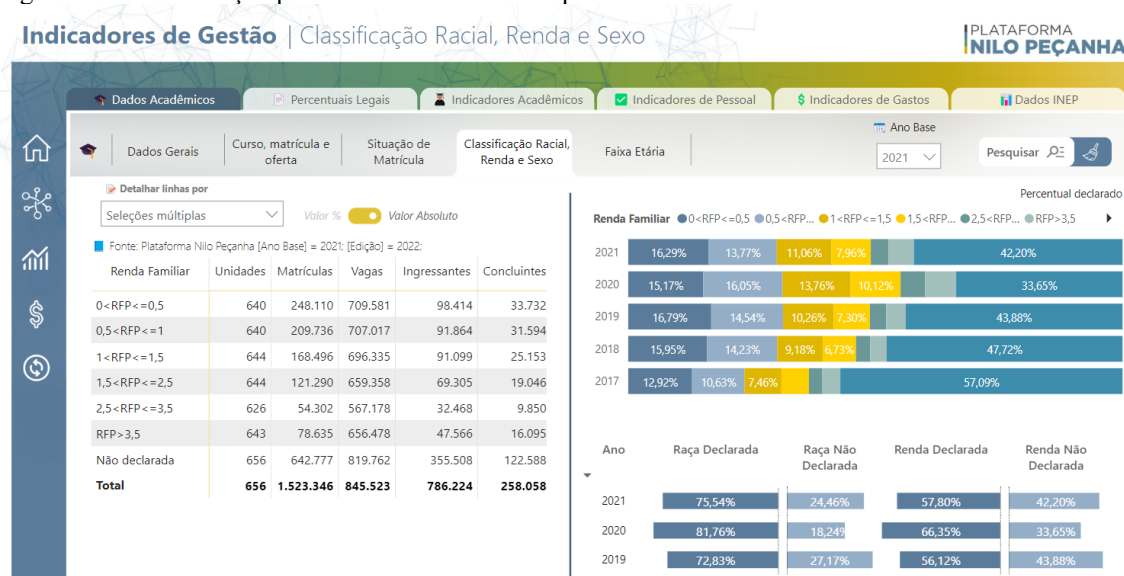 Indicadores de Gestão | Classificação Racial, Renda e Sexo
PLATAFORMA
NILO PEÇANHA
Dados Acadêmicos
Percentuais Legais
Indicadores Acadêmicos
Indicadores de Pessoal
Indicadores de Gastos
Dados INEP
Dados Gerais
Curso, matrícula e oferta
Situação de Matrícula
Classificação Racial, Renda e Sexo
Faixa Etária
Ano Base
2021
Pesquisar
Detalhar linhas por
Seleções múltiplas
Valor %
Valor Absoluto
Fonte: Plataforma Nilo Peçanha [Ano Base] = 2021; [Edição] = 2022;
Renda Familiar Unidades Matrículas Vagas Ingressantes Concluintes
0<RFP<=0,5 640 248.110 709.581 98.414 33.732
0,5<RFP<=1 640 209.736 707.017 91.864 31.594
1<RFP<=1,5 644 168.496 696.335 91.099 25.153
1,5<RFP<=2,5 644 121.290 659.358 69.305 19.046
2,5<RFP<=3,5 626 54.302 567.178 32.468 9.850
RFP>3,5 643 78.635 656.478 47.566 16.095
Não declarada 656 642.777 819.762 355.508 122.588
Total 656 1.523.346 845.523 786.224 258.058
Percentual declarado
Renda Familiar 0<RFP<=0,5 0,5<RFP... 1<RFP<=1,5 1,5<RFP... 2,5<RFP... RFP>3,5
2021 16,29% 13,77% 11,06% 7,96% 42,20%
2020 15,17% 16,05% 13,76% 10,12% 33,65%
2019 16,79% 14,54% 10,26% 7,30% 43,88%
2018 15,95% 14,23% 9,18% 6,73% 47,72%
2017 12,92% 10,63% 7,46% 57,09%
Ano Raça Declarada Raça Não Declarada Renda Declarada Renda Não Declarada
2021 75,54% 24,46% 57,80% 42,20%
2020 81,76% 18,24% 66,35% 33,65%
2019 72,83% 27,17% 56,12% 43,88%